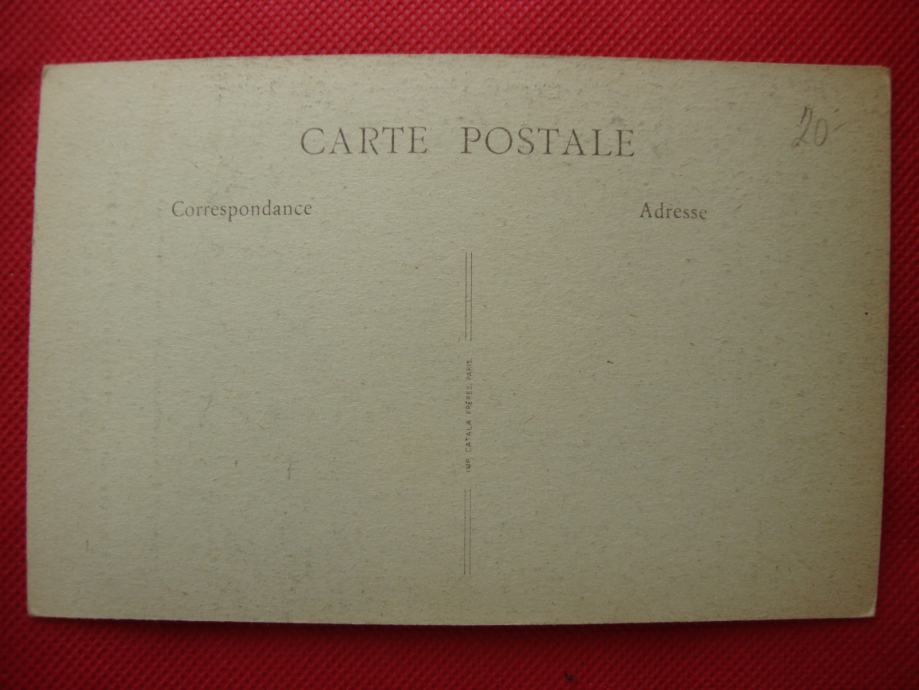 CARTE POSTALE
20-
Correspondance
Adresse
IMP. CATALA FRÈRES, PARIS.